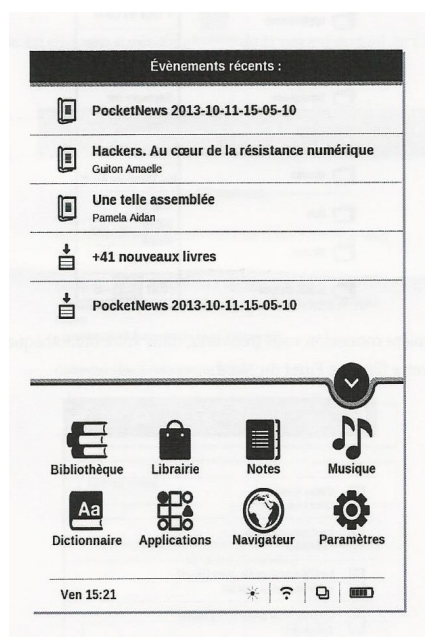 Évènements récents :
PocketNews 2013-10-11-15-05-10
Hackers. Au cœur de la résistance numérique
Guiton Amaelle
Une telle assemblée
Pamela Aidan
+41 nouveaux livres
PocketNews 2013-10-11-15-05-10
Bibliothèque Librairie Notes Musique
Aa
Dictionnaire Applications Navigateur Paramètres
Ven 15:21